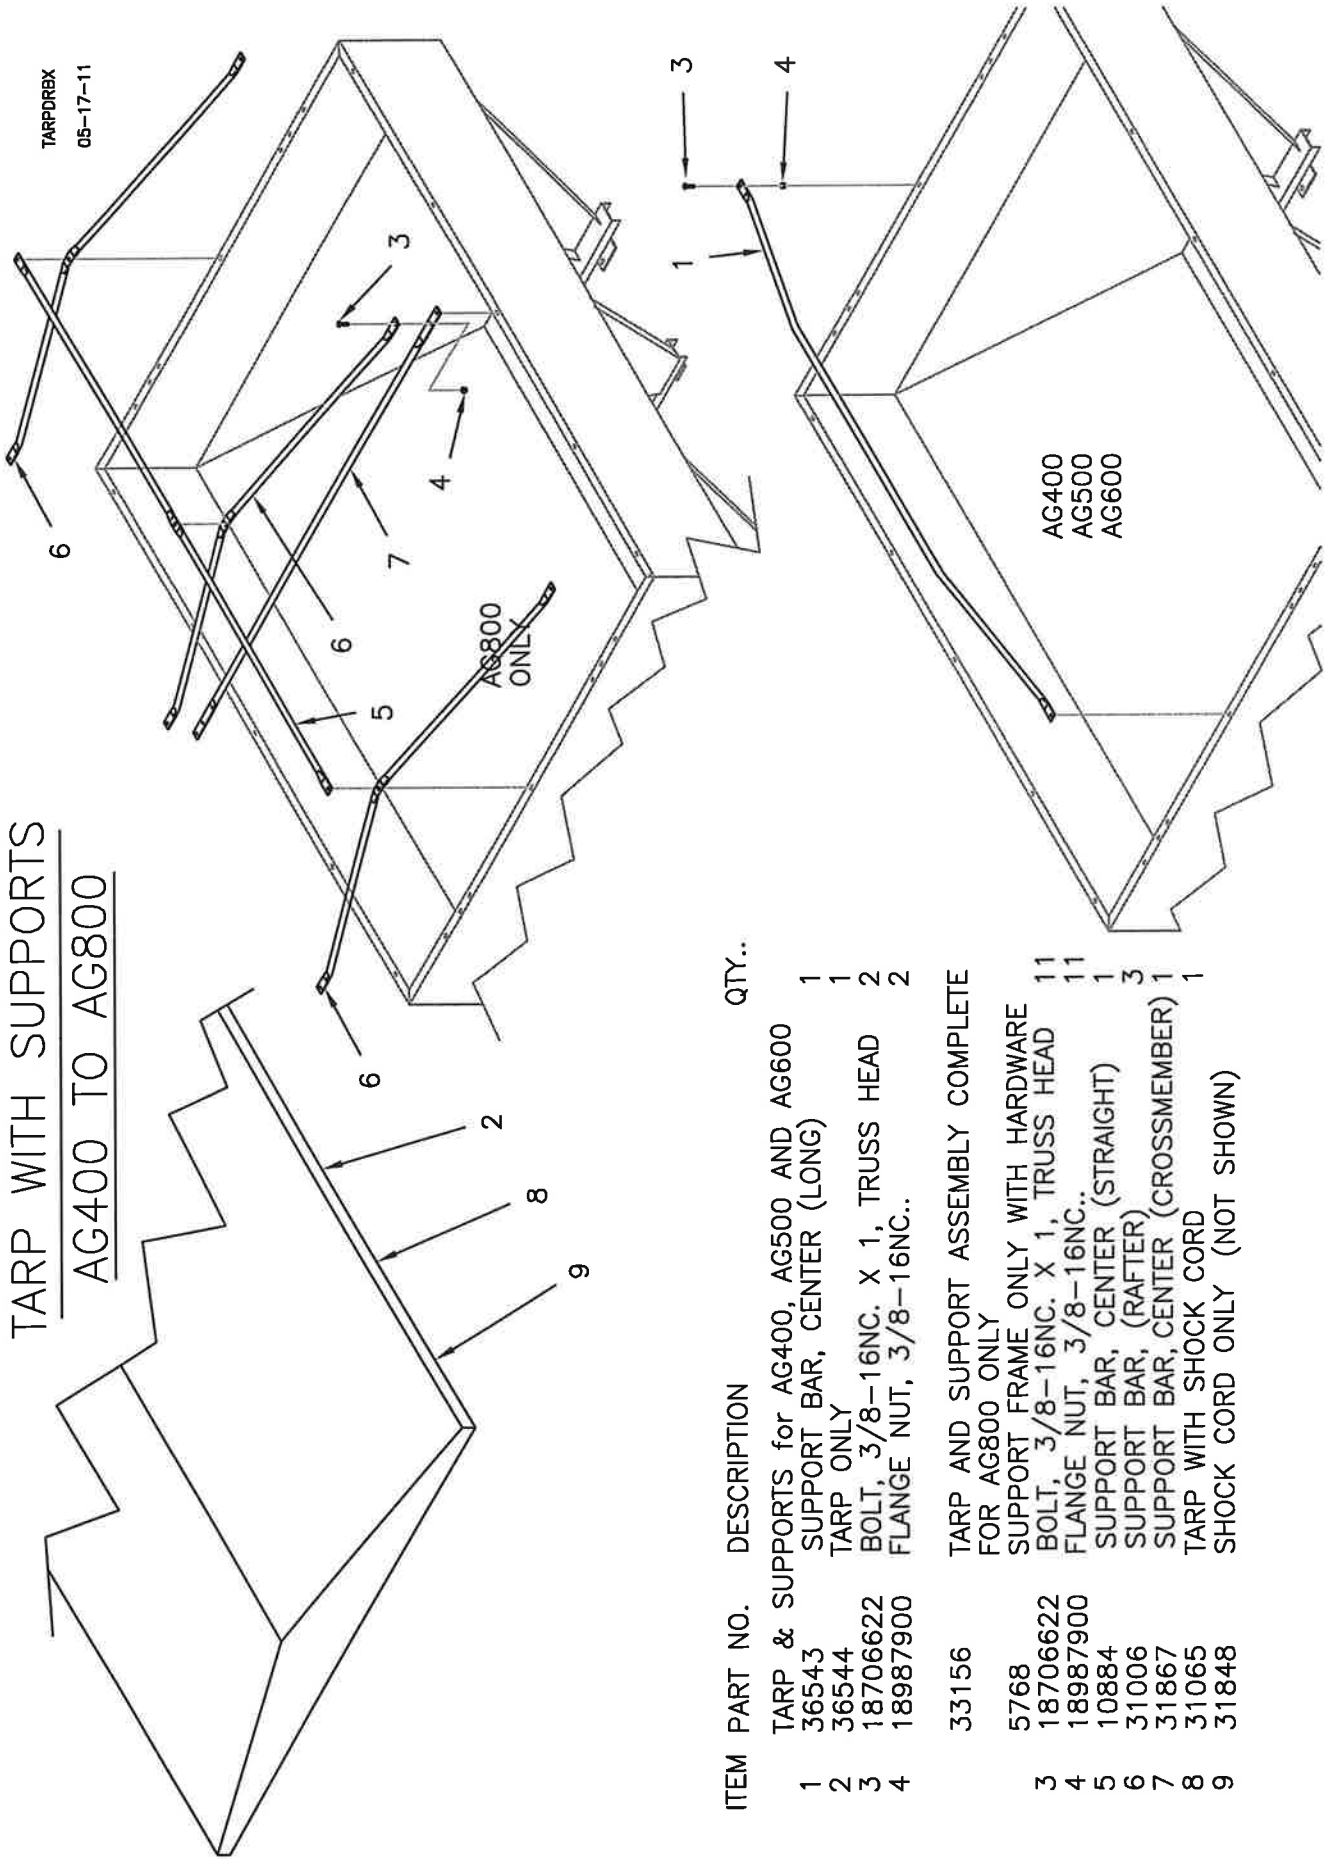 TARP WITH SUPPORTS
AG400 TO AG800
TARPDRBX
05-17-11
6
6
3
4
7
5
6
AG800
ONLY
2
8
9
3
4
1
AG400
AG500
AG600
ITEM PART NO. DESCRIPTION QTY..
TARP & SUPPORTS for AG400, AG500 AND AG600
1 36543 SUPPORT BAR, CENTER (LONG) 1
2 36544 TARP ONLY 1
3 18706622 BOLT, 3/8-16NC. X 1, TRUSS HEAD 2
4 18987900 FLANGE NUT, 3/8-16NC.. 2
33156 TARP AND SUPPORT ASSEMBLY COMPLETE
FOR AG800 ONLY
5768 SUPPORT FRAME ONLY WITH HARDWARE
3 18706622 BOLT, 3/8-16NC. X 1, TRUSS HEAD 11
4 18987900 FLANGE NUT, 3/8-16NC.. 11
5 10884 SUPPORT BAR, CENTER (STRAIGHT) 1
6 31006 SUPPORT BAR, (RAFTER) 3
7 31867 SUPPORT BAR, CENTER (CROSSMEMBER) 1
8 31065 TARP WITH SHOCK CORD 1
9 31848 SHOCK CORD ONLY (NOT SHOWN)